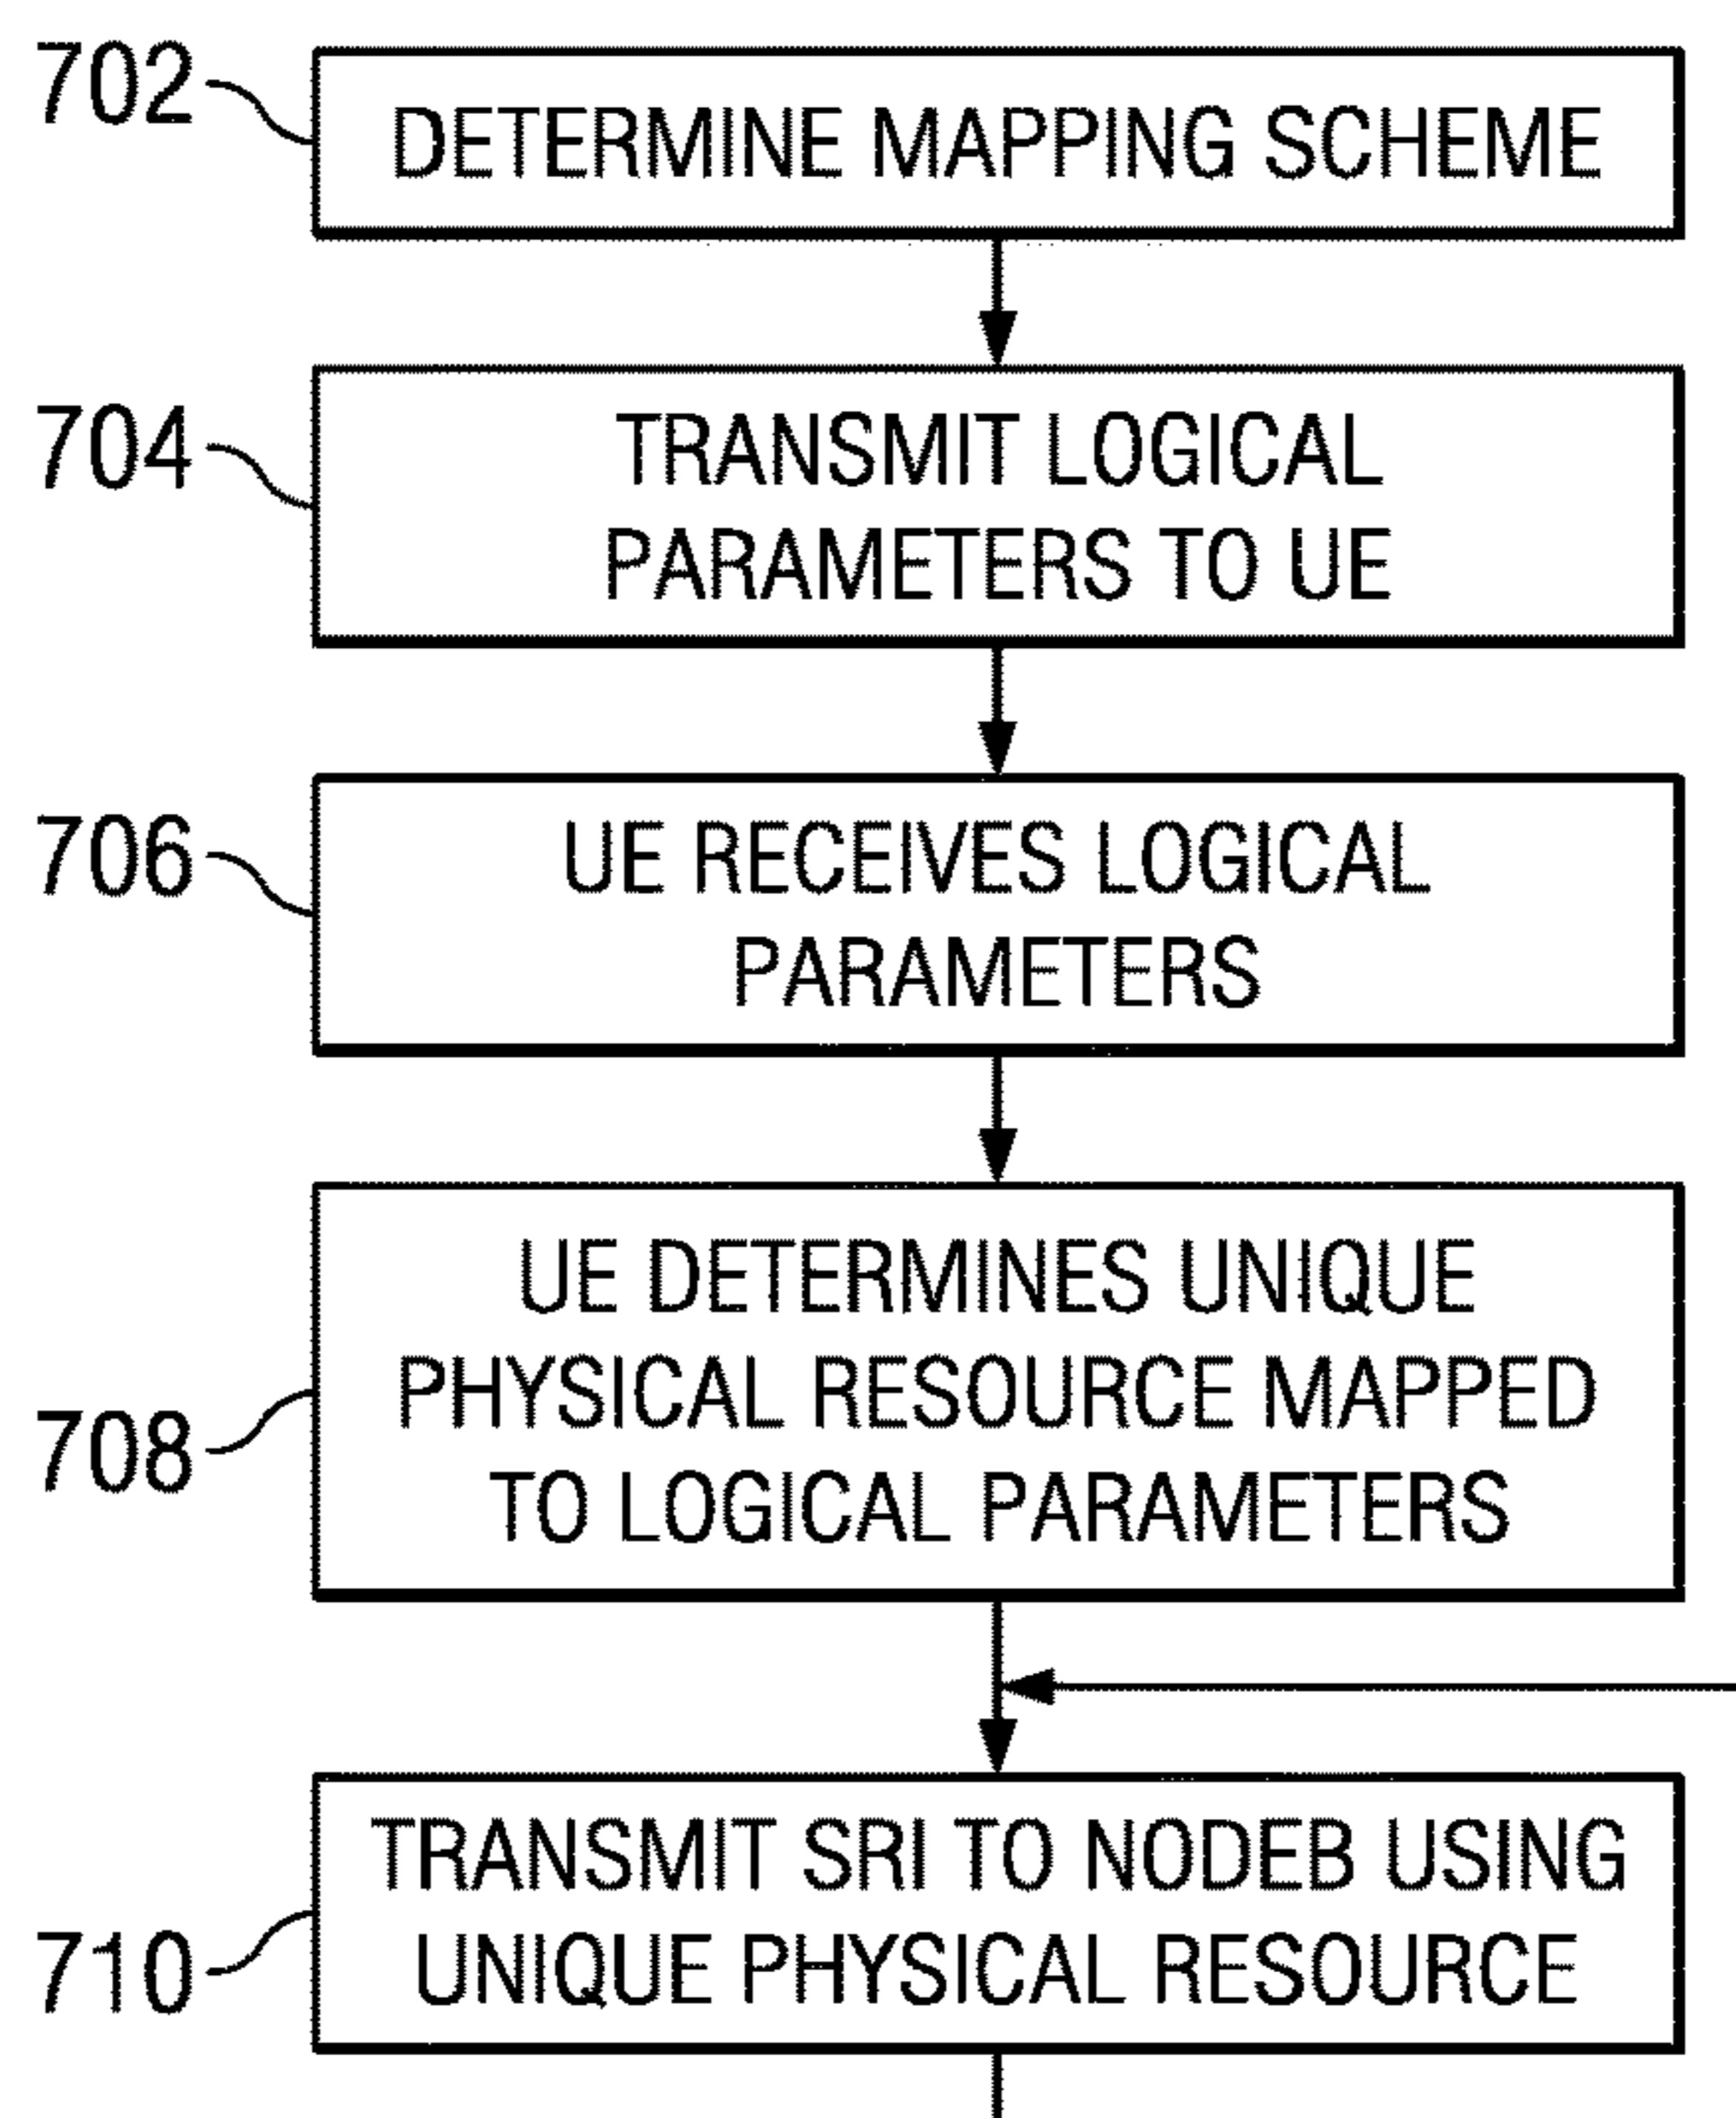 702
DETERMINE MAPPING SCHEME
704
TRANSMIT LOGICAL
PARAMETERS TO UE
706
UE RECEIVES LOGICAL
PARAMETERS
708
UE DETERMINES UNIQUE
PHYSICAL RESOURCE MAPPED
TO LOGICAL PARAMETERS
710
TRANSMIT SRI TO NODEB USING
UNIQUE PHYSICAL RESOURCE